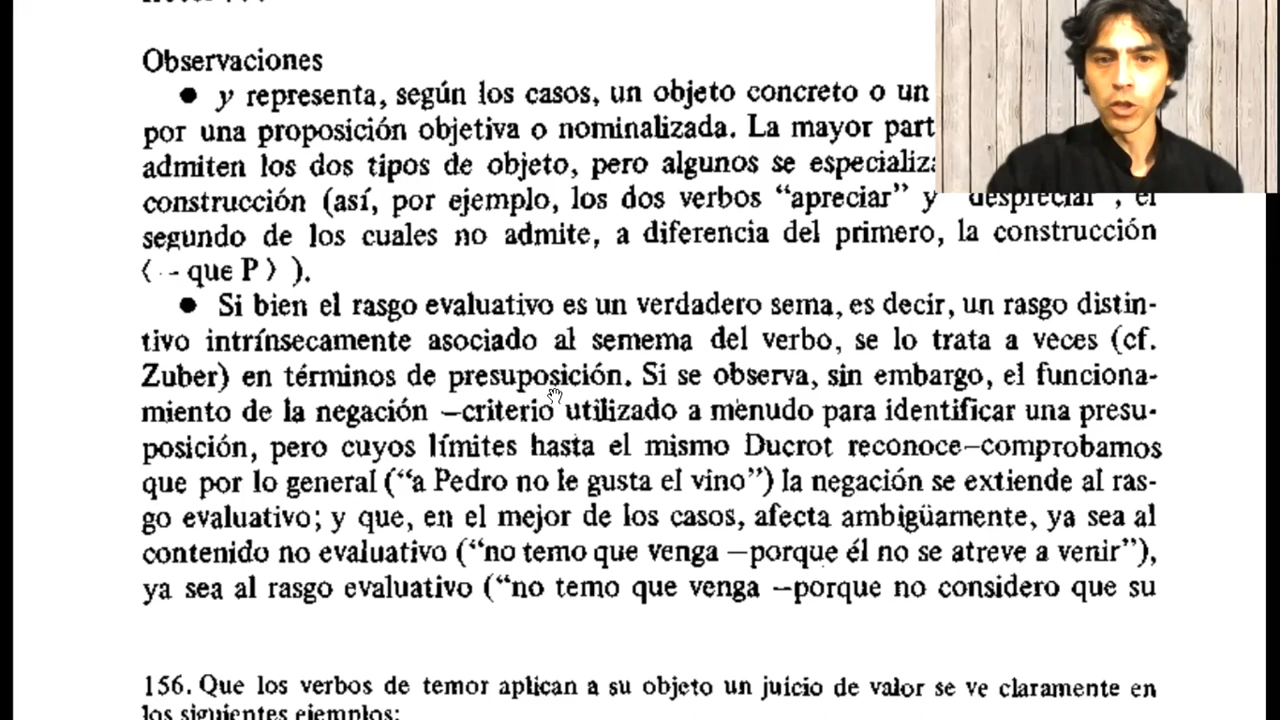 Observaciones
● y representa, según los casos, un objeto concreto o un
por una proposición objetiva o nominalizada. La mayor part
admiten los dos tipos de objeto, pero algunos se especializa
construcción (así, por ejemplo, los dos verbos “apreciar” y “despreciar”, el
segundo de los cuales no admite, a diferencia del primero, la construcción
⟨ -- que P⟩ ).
● Si bien el rasgo evaluativo es un verdadero sema, es decir, un rasgo distin-
tivo intrínsecamente asociado al semema del verbo, se lo trata a veces (cf.
Zuber) en términos de presuposición. Si se observa, sin embargo, el funciona-
miento de la negación –criterio utilizado a menudo para identificar una presu-
posición, pero cuyos límites hasta el mismo Ducrot reconoce–comprobamos
que por lo general (“a Pedro no le gusta el vino”) la negación se extiende al ras-
go evaluativo; y que, en el mejor de los casos, afecta ambigüamente, ya sea al
contenido no evaluativo (“no temo que venga –porque él no se atreve a venir”),
ya sea al rasgo evaluativo (“no temo que venga –porque no considero que su
156. Que los verbos de temor aplican a su objeto un juicio de valor se ve claramente en
los siguientes ejemplos: